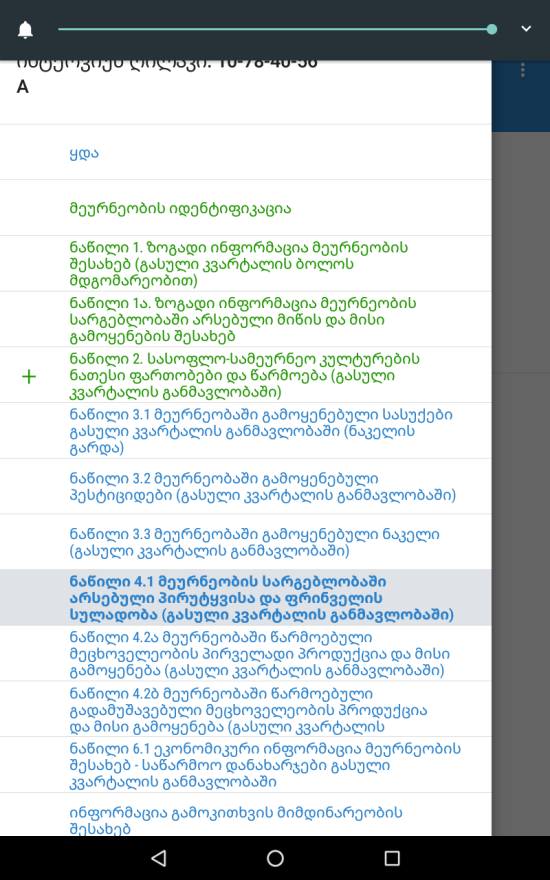 ინტერვიუს ღილაკი: 10-78-40-56
A
ყდა
მეურნეობის იდენტიფიკაცია
ნაწილი 1. ზოგადი ინფორმაცია მეურნეობის
შესახებ (გასული კვარტალის ბოლოს
მდგომარეობით)
ნაწილი 1ა. ზოგადი ინფორმაცია მეურნეობის
სარგებლობაში არსებული მიწის და მისი
გამოყენების შესახებ
ნაწილი 2. სასოფლო-სამეურნეო კულტურების
ნათესი ფართობები და წარმოება (გასული
კვარტალის განმავლობაში)
ნაწილი 3.1 მეურნეობაში გამოყენებული სასუქები
გასული კვარტალის განმავლობაში (ნაკელის
გარდა)
ნაწილი 3.2 მეურნეობაში გამოყენებული
პესტიციდები (გასული კვარტალის განმავლობაში)
ნაწილი 3.3 მეურნეობაში გამოყენებული ნაკელი
(გასული კვარტალის განმავლობაში)
ნაწილი 4.1 მეურნეობის სარგებლობაში
არსებული პირუტყვისა და ფრინველის
სულადობა (გასული კვარტალის განმავლობაში)
ნაწილი 4.2ა მეურნეობაში წარმოებული
მეცხოველეობის პირველადი პროდუქცია და მისი
გამოყენება (გასული კვარტალის განმავლობაში)
ნაწილი 4.2ბ მეურნეობაში წარმოებული
გადამუშავებული მეცხოველეობის პროდუქცია
და მისი გამოყენება (გასული კვარტალის
ნაწილი 6.1 ეკონომიკური ინფორმაცია მეურნეობის
შესახებ - საწარმოო დანახარჯები გასული
კვარტალის განმავლობაში
ინფორმაცია გამოკითხვის მიმდინარეობის
შესახებ